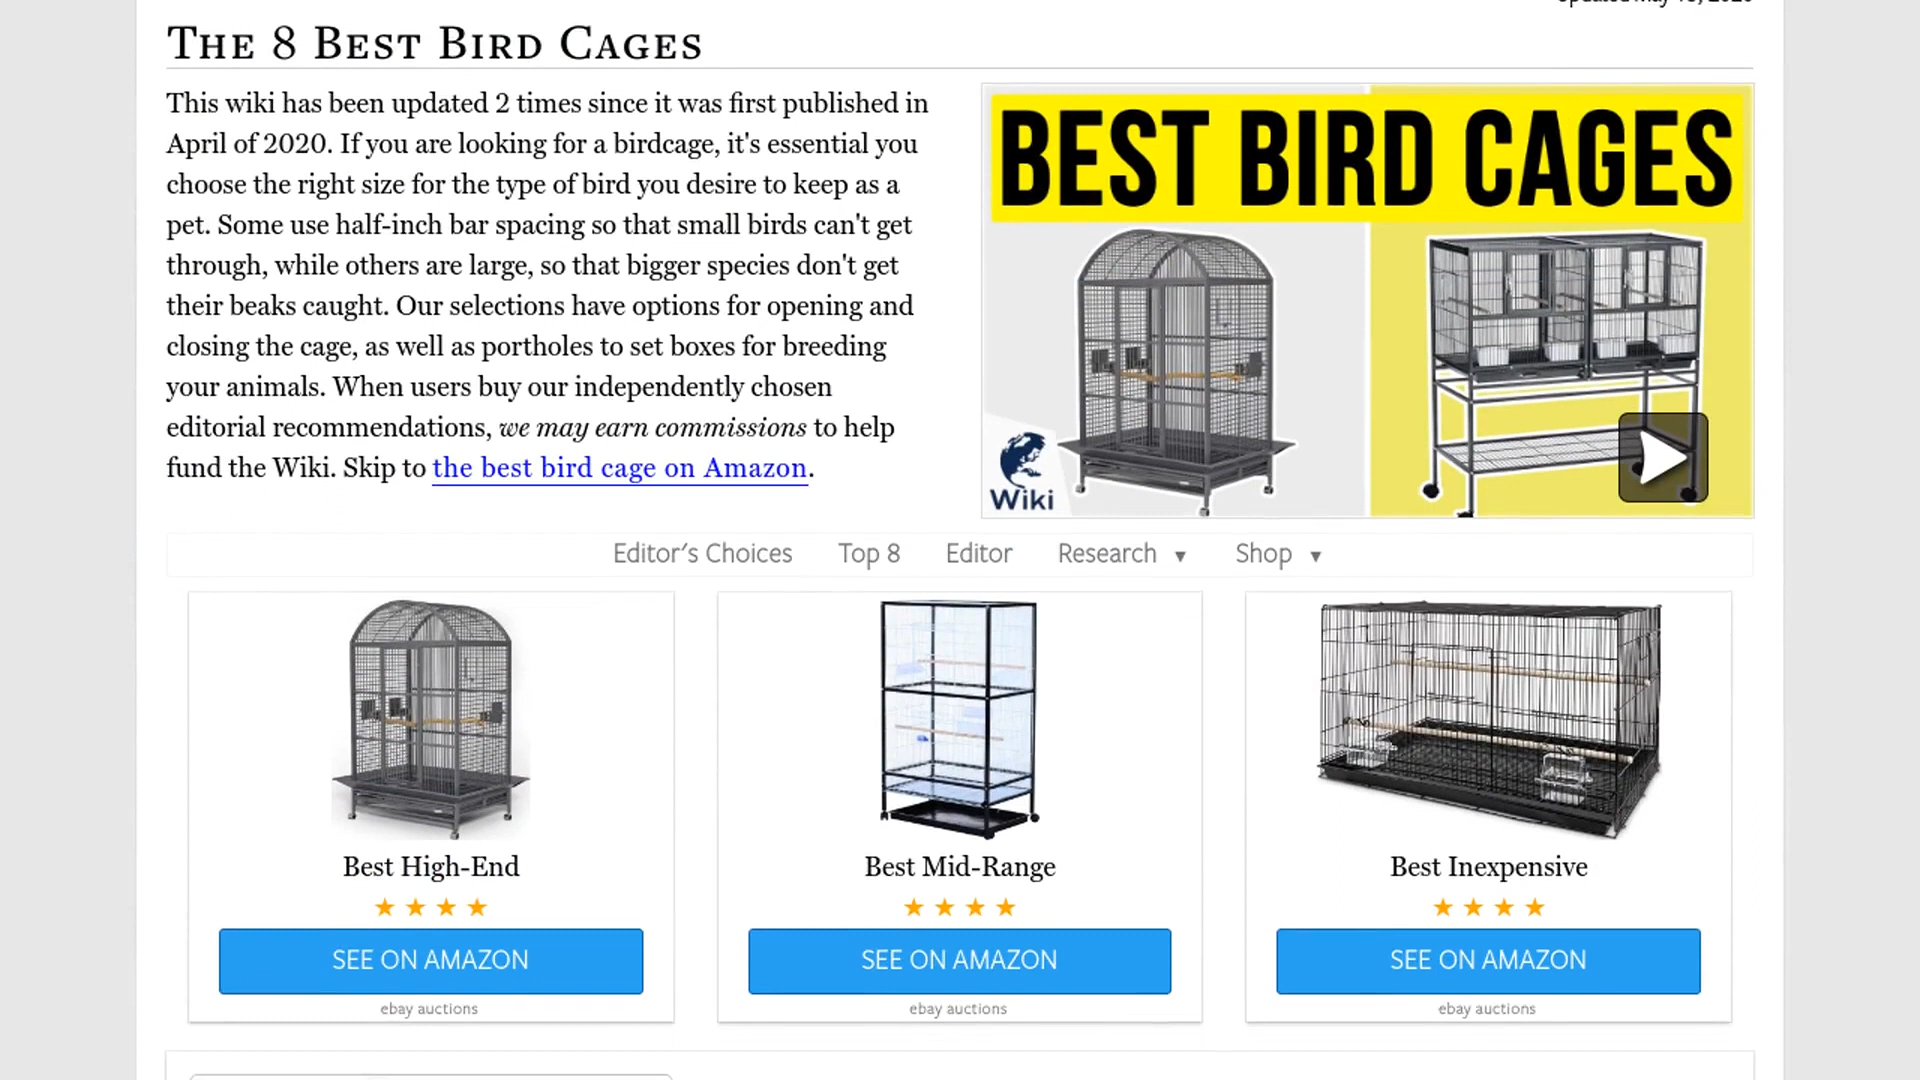 THE 8 BEST BIRD CAGES
This wiki has been updated 2 times since it was first published in
April of 2020. If you are looking for a birdcage, it's essential you
choose the right size for the type of bird you desire to keep as a
pet. Some use half-inch bar spacing so that small birds can't get
through, while others are large, so that bigger species don't get
their beaks caught. Our selections have options for opening and
closing the cage, as well as portholes to set boxes for breeding
your animals. When users buy our independently chosen
editorial recommendations, we may earn commissions to help
fund the Wiki. Skip to the best bird cage on Amazon.
BEST BIRD CAGES
Wiki
Editor's Choices Top 8 Editor Research ▼ Shop ▼
Best High-End
SEE ON AMAZON
ebay auctions
Best Mid-Range
SEE ON AMAZON
ebay auctions
Best Inexpensive
SEE ON AMAZON
ebay auctions